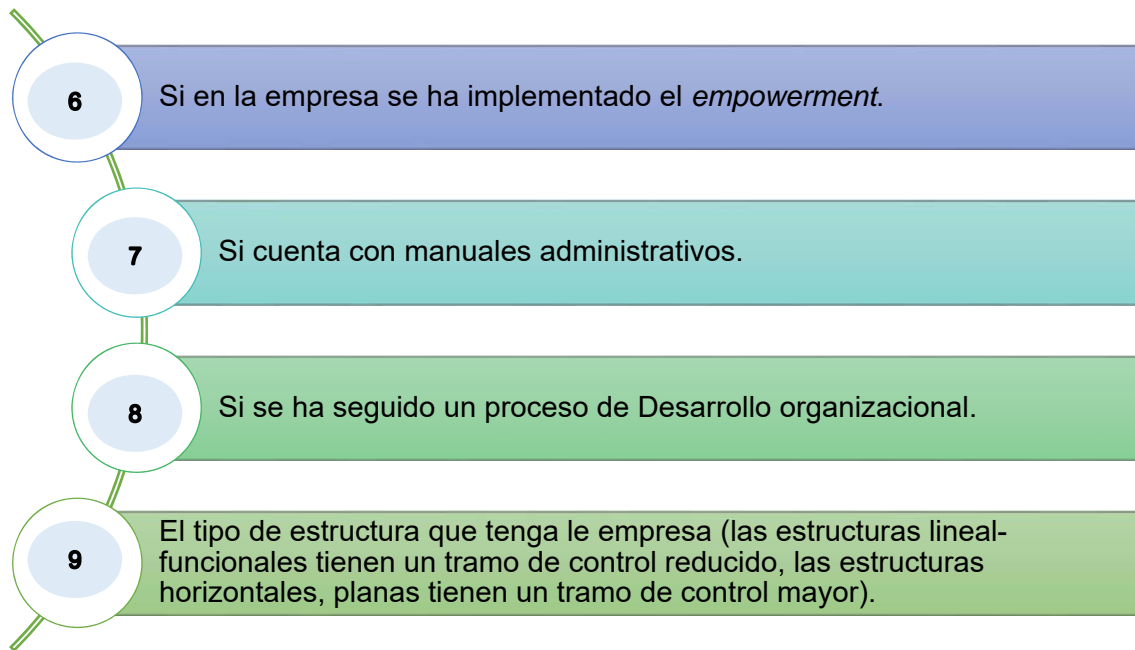 6
Si en la empresa se ha implementado el empowerment.
7
Si cuenta con manuales administrativos.
8
Si se ha seguido un proceso de Desarrollo organizacional.
9
El tipo de estructura que tenga le empresa (las estructuras lineal-
funcionales tienen un tramo de control reducido, las estructuras
horizontales, planas tienen un tramo de control mayor).